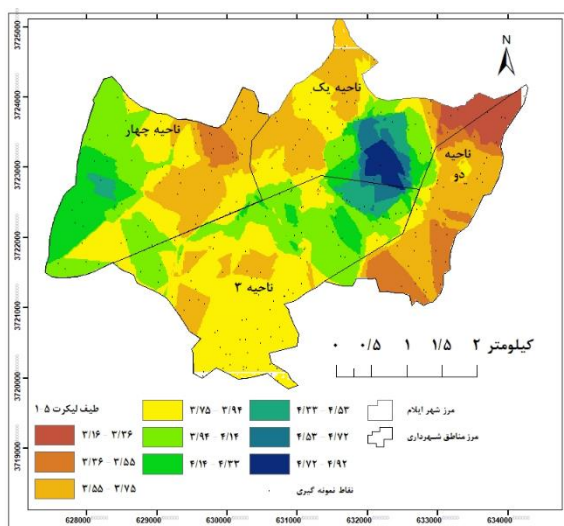 3725000
3724000
3723000
3722000
3721000
3720000
3719000
N
ناحیه یک
ناحیه چهار
ناحیه
دو
ناحیه ۳
۰ ۰/۵ ۱ ۱/۵ ۲ کیلومتر
طیف لیکرت ۵-۱
۳/۱۶ - ۳/۳۶
۳/۳۶ - ۳/۵۵
۳/۵۵ - ۳/۷۵
۳/۷۵ - ۳/۹۴
۳/۹۴ - ۴/۱۴
۴/۱۴ - ۴/۳۳
۴/۳۳ - ۴/۵۳
۴/۵۳ - ۴/۷۲
۴/۷۲ - ۴/۹۲
مرز شهر ایلام
مرز مناطق شهرداری
نقاط نمونه گیری
628000 629000 630000 631000 632000 633000 634000